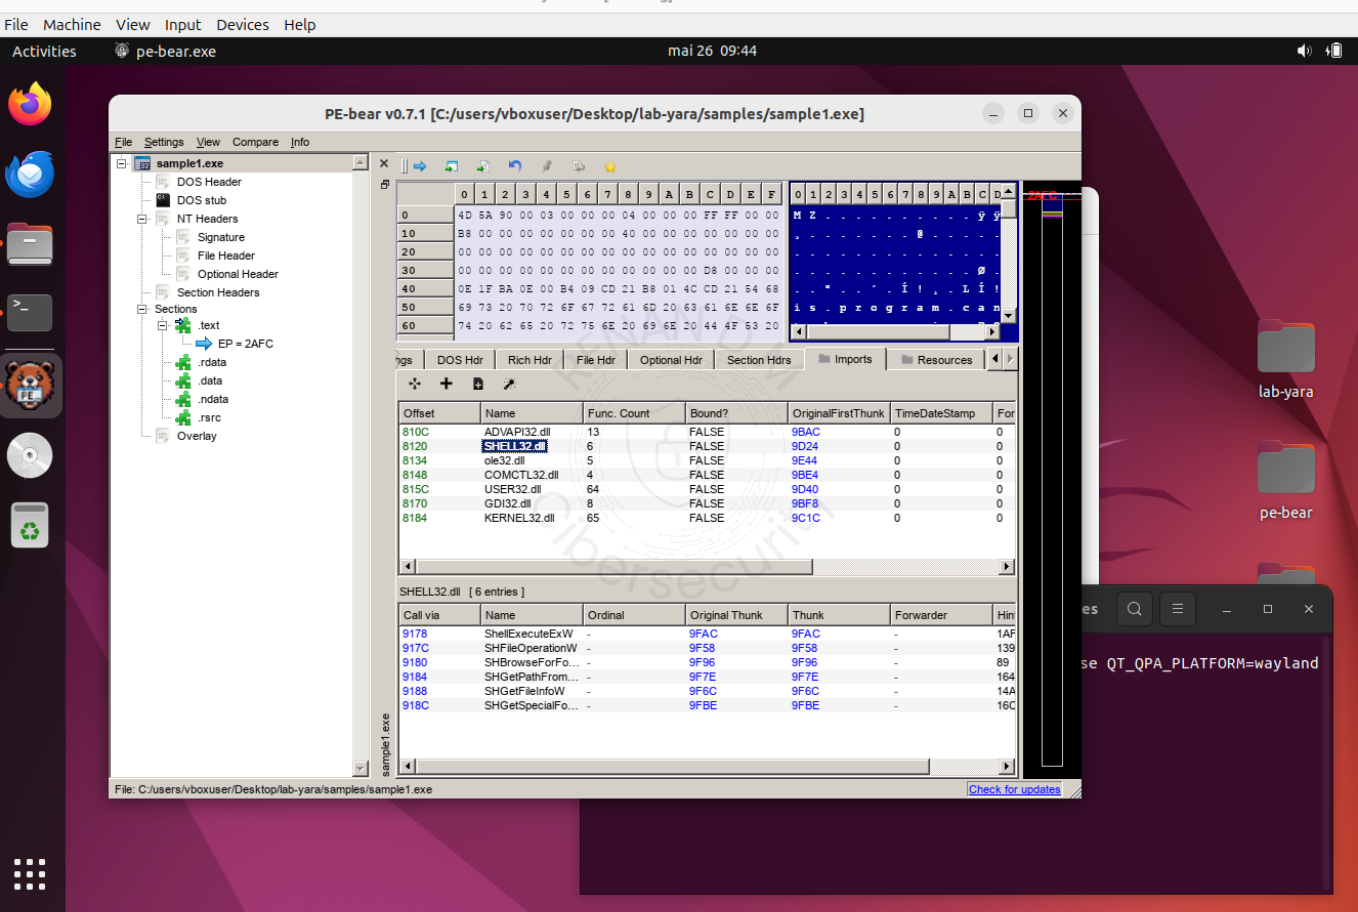 File Machine View Input Devices Help
Activities pe-bear.exe mai 26 09:44
PE-bear v0.7.1 [C:/users/vboxuser/Desktop/lab-yara/samples/sample1.exe]
File Settings View Compare Info
sample1.exe
DOS Header
DOS stub
NT Headers
Signature
File Header
Optional Header
Section Headers
Sections
.text
EP = 2AFC
.rdata
.data
.ndata
.rsrc
Overlay
0 1 2 3 4 5 6 7 8 9 A B C D E F
0 4D 5A 90 00 03 00 00 00 04 00 00 00 FF FF 00 00
10 B8 00 00 00 00 00 00 00 40 00 00 00 00 00 00 00
20 00 00 00 00 00 00 00 00 00 00 00 00 00 00 00 00
30 00 00 00 00 00 00 00 00 00 00 00 00 D8 00 00 00
40 0E 1F BA 0E 00 B4 09 CD 21 B8 01 4C CD 21 54 68
50 69 73 20 70 72 6F 67 72 61 6D 20 63 61 6E 6E 6F
60 74 20 62 65 20 72 75 6E 20 69 6E 20 44 4F 53 20
0 1 2 3 4 5 6 7 8 9 A B C D
M Z . . . . . . . . . . ÿ ÿ
. . . . . . . . @ . . . . .
. . . . . . . . . . . . . .
. . . . . . . . . . . . Ø .
. . º . . ´ . Í ! ¸ . L Í !
i s . p r o g r a m . c a n
2AFC
ngs DOS Hdr Rich Hdr File Hdr Optional Hdr Section Hdrs Imports Resources
Offset Name Func. Count Bound? OriginalFirstThunk TimeDateStamp For
810C ADVAPI32.dll 13 FALSE 9BAC 0 0
8120 SHELL32.dll 6 FALSE 9D24 0 0
8134 ole32.dll 5 FALSE 9E44 0 0
8148 COMCTL32.dll 4 FALSE 9BE4 0 0
815C USER32.dll 64 FALSE 9D40 0 0
8170 GDI32.dll 8 FALSE 9BF8 0 0
8184 KERNEL32.dll 65 FALSE 9C1C 0 0
SHELL32.dll [ 6 entries ]
Call via Name Ordinal Original Thunk Thunk Forwarder Hin
9178 ShellExecuteExW - 9FAC 9FAC - 1AF
917C SHFileOperationW - 9F58 9F58 - 139
9180 SHBrowseForFo... - 9F96 9F96 - 89
9184 SHGetPathFrom... - 9F7E 9F7E - 164
9188 SHGetFileInfoW - 9F6C 9F6C - 14A
918C SHGetSpecialFo... - 9FBE 9FBE - 16C
sample1.exe
File: C:/users/vboxuser/Desktop/lab-yara/samples/sample1.exe Check for updates
RENAN D M
Cibersecurity
lab-yara
pe-bear
es
se QT_QPA_PLATFORM=wayland